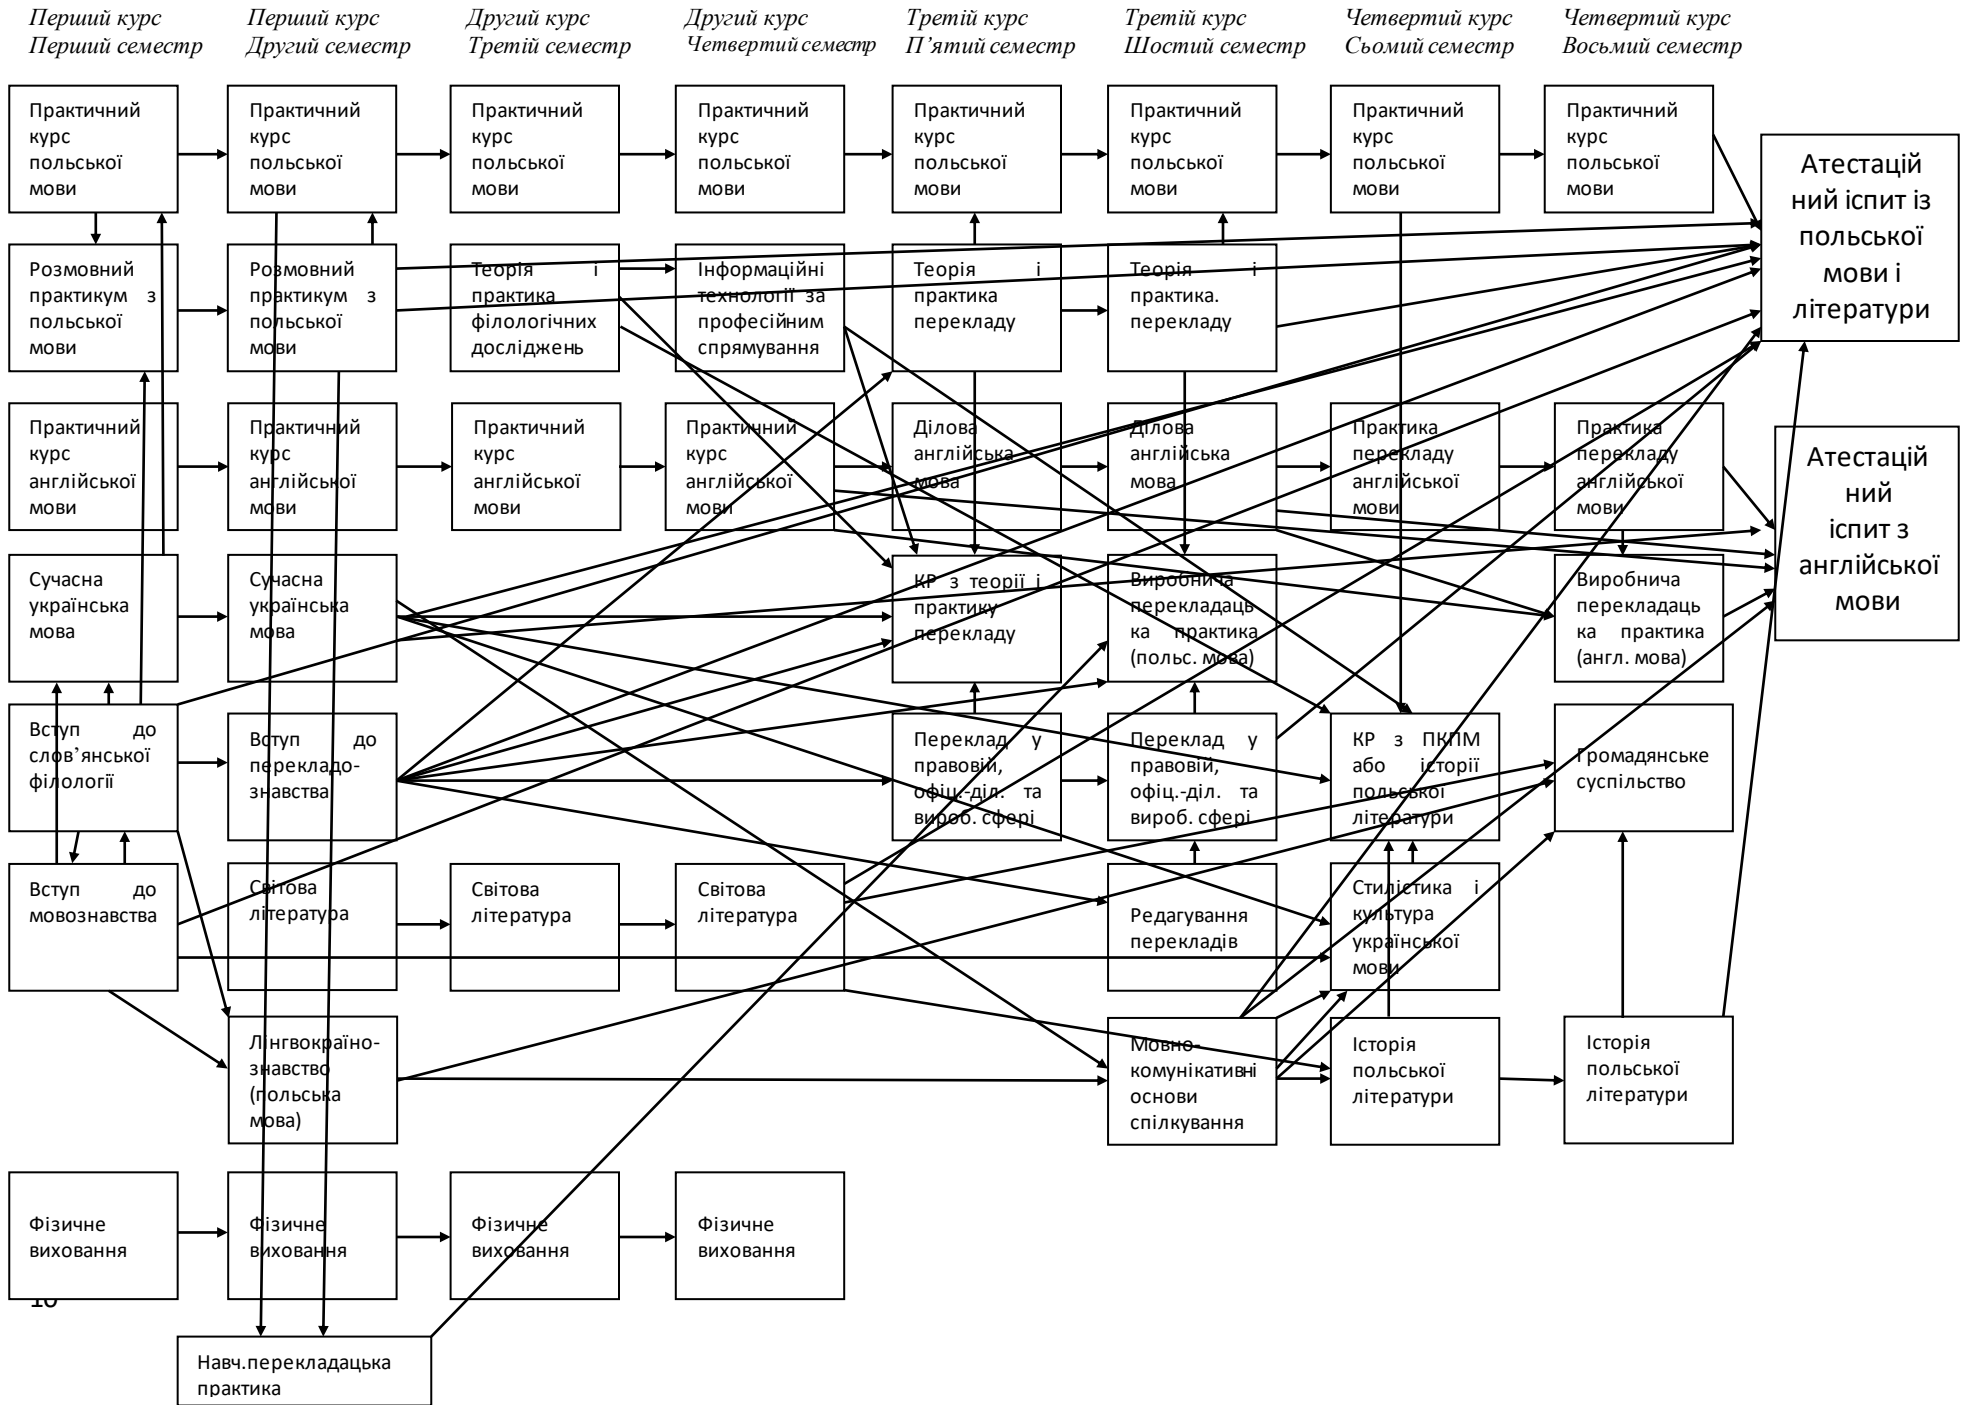 Перший курс
Перший семестр
Перший курс
Другий семестр
Другий курс
Третій семестр
Другий курс
Четвертий семестр
Третій курс
П’ятий семестр
Третій курс
Шостий семестр
Четвертий курс
Сьомий семестр
Четвертий курс
Восьмий семестр
Практичний
курс
польської
мови
Практичний
курс
польської
мови
Практичний
курс
польської
мови
Практичний
курс
польської
мови
Практичний
курс
польської
мови
Практичний
курс
польської
мови
Практичний
курс
польської
мови
Практичний
курс
польської
мови
Атестацій
ний іспит із
польської
мови і
літератури
Розмовний
практикум з
польської
мови
Розмовний
практикум з
польської
мови
Теорія і
практика
філологічних
досліджень
Інформаційні
технології за
професійним
спрямування
Теорія і
практика
перекладу
Теорія і
практика.
перекладу
Практичний
курс
англійської
мови
Практичний
курс
англійської
мови
Практичний
курс
англійської
мови
Практичний
курс
англійської
мови
Ділова
англійська
мова
Ділова
англійська
мова
Практика
перекладу
англійської
мови
Практика
перекладу
англійської
мови
Атестацій
ний
іспит з
англійської
мови
Сучасна
українська
мова
Сучасна
українська
мова
КР з теорії і
практику
перекладу
Виробнича
перекладаць
ка практика
(польс. мова)
Виробнича
перекладаць
ка практика
(англ. мова)
Вступ до
слов’янської
філології
Вступ до
перекладо-
знавства
Переклад у
правовій,
офіц.-діл. та
вироб. сфері
Переклад у
правовій,
офіц.-діл. та
вироб. сфері
КР з ПКПМ
або історії
польської
літератури
Громадянське
суспільство
Вступ до
мовознавства
Світова
література
Світова
література
Світова
література
Редагування
перекладів
Стилістика і
культура
української
мови
Лінгвокраїно-
знавство
(польська
мова)
Мовно-
комунікативні
основи
спілкування
Історія
польської
літератури
Історія
польської
літератури
Фізичне
виховання
Фізичне
виховання
Фізичне
виховання
Фізичне
виховання
Навч.перекладацька
практика